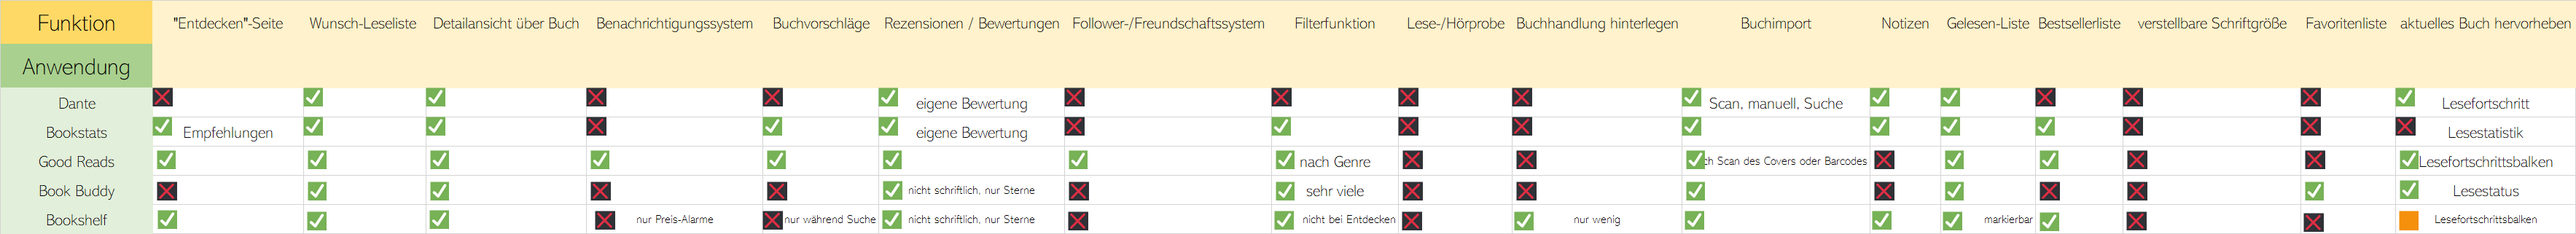 Funktion "Entdecken"-Seite Wunsch-Leseliste Detailansicht über Buch Benachrichtigungssystem Buchvorschläge Rezensionen / Bewertungen Follower-/Freundschaftssystem Filterfunktion Lese-/Hörprobe Buchhandlung hinterlegen Buchimport Notizen Gelesen-Liste Bestsellerliste verstellbare Schriftgröße Favoritenliste aktuelles Buch hervorheben
Anwendung
Dante eigene Bewertung Scan, manuell, Suche Lesefortschritt
Bookstats Empfehlungen eigene Bewertung Lesestatistik
Good Reads nach Genre Scan des Covers oder Barcodes Lesefortschrittsbalken
Book Buddy nicht schriftlich, nur Sterne sehr viele Lesestatus
Bookshelf nur Preis-Alarme nur während Suche nicht schriftlich, nur Sterne nicht bei Entdecken nur wenig markierbar Lesefortschrittsbalken